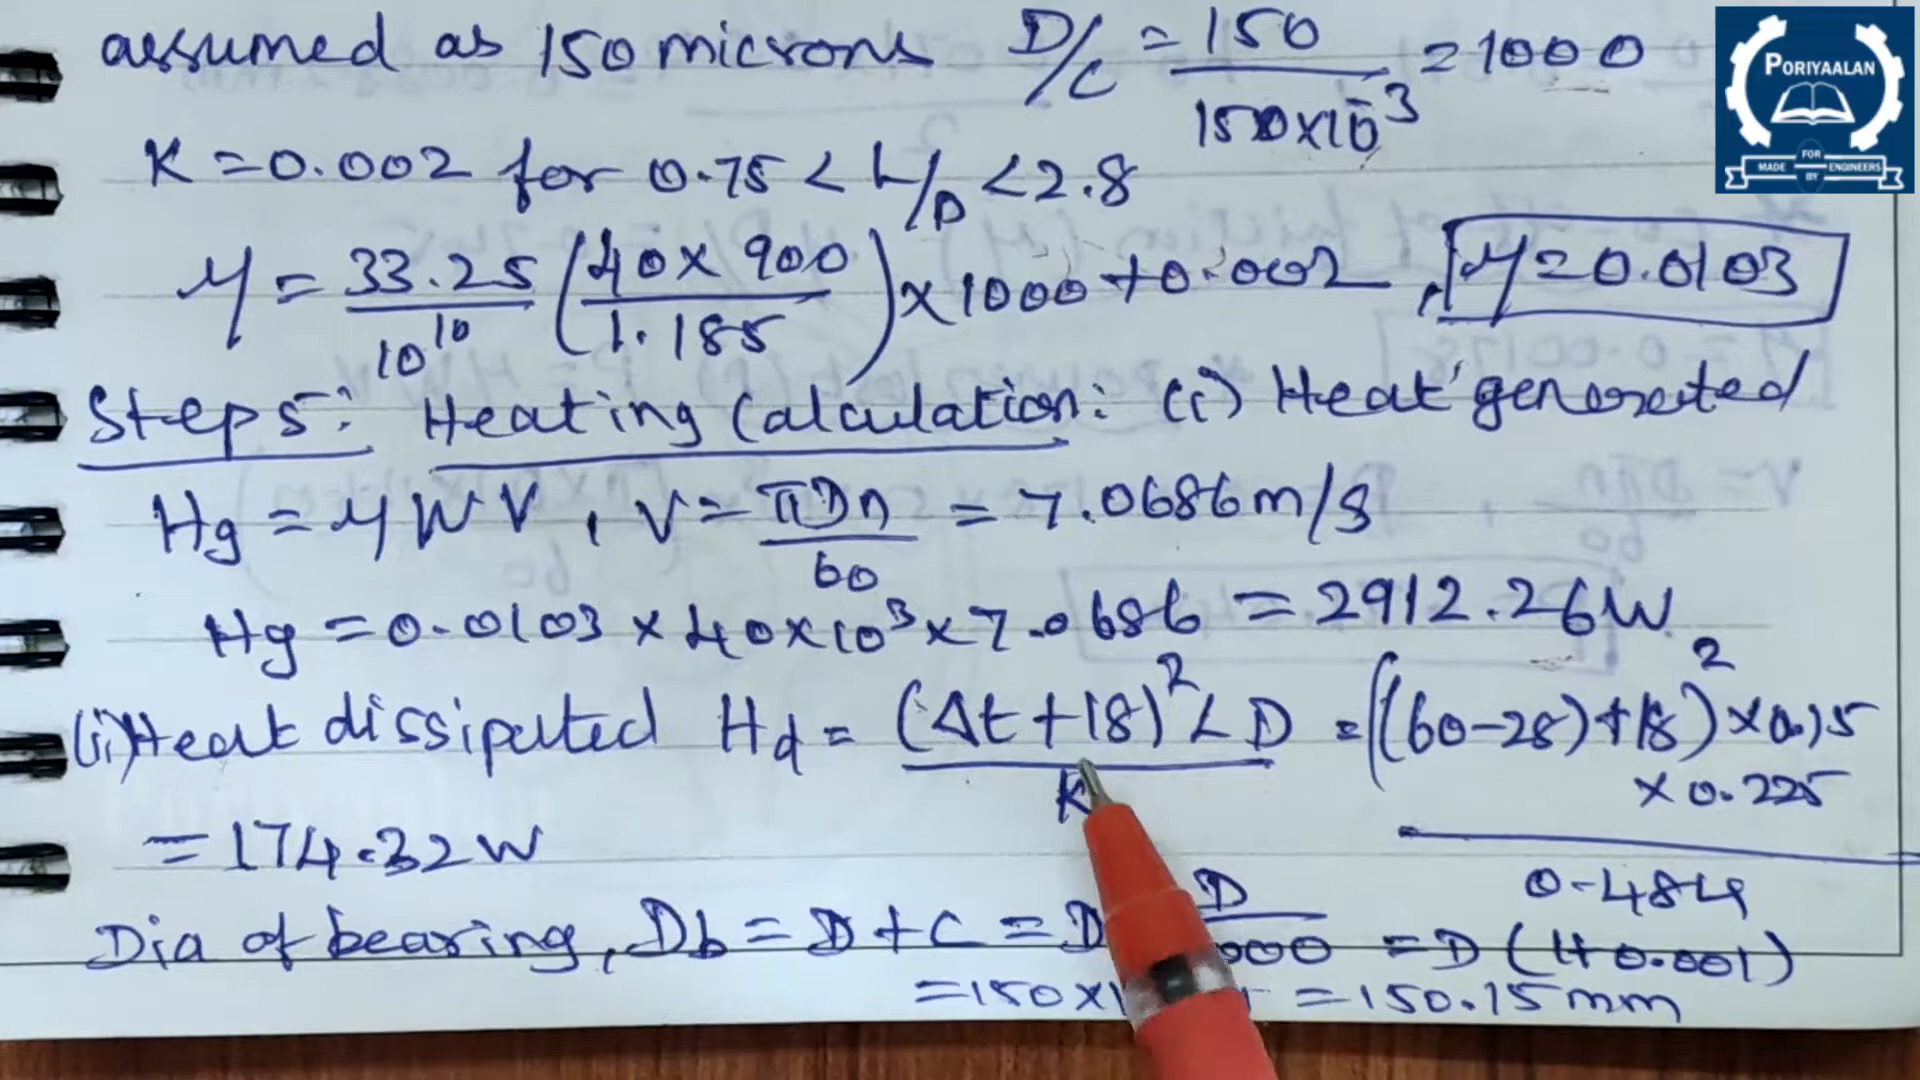 assumed as 150 microns D/C = 150 / 150×10⁻³ = 1000
K = 0.002 for 0.75 < L/D < 2.8
μ = 33.25 / 10¹⁰ (40 × 900 / 1.185) × 1000 + 0.002, μ = 0.0103
Step 5: Heating Calculation: (i) Heat generated
Hg = μ W V, V = πDn / 60 = 7.0686 m/s
Hg = 0.0103 × 40×10³ × 7.0686 = 2912.26 W
(ii) Heat dissipated Hd = (Δt + 18)² L D / K = ((60-28) + 18)² × 0.15 × 0.225 / 0.484
= 174.32 W
Dia of bearing, Db = D + C = D D / 000 = D (1 + 0.001)
= 150 × 1 = 150.15 mm
PORIYAALAN
MADE FOR BY ENGINEERS